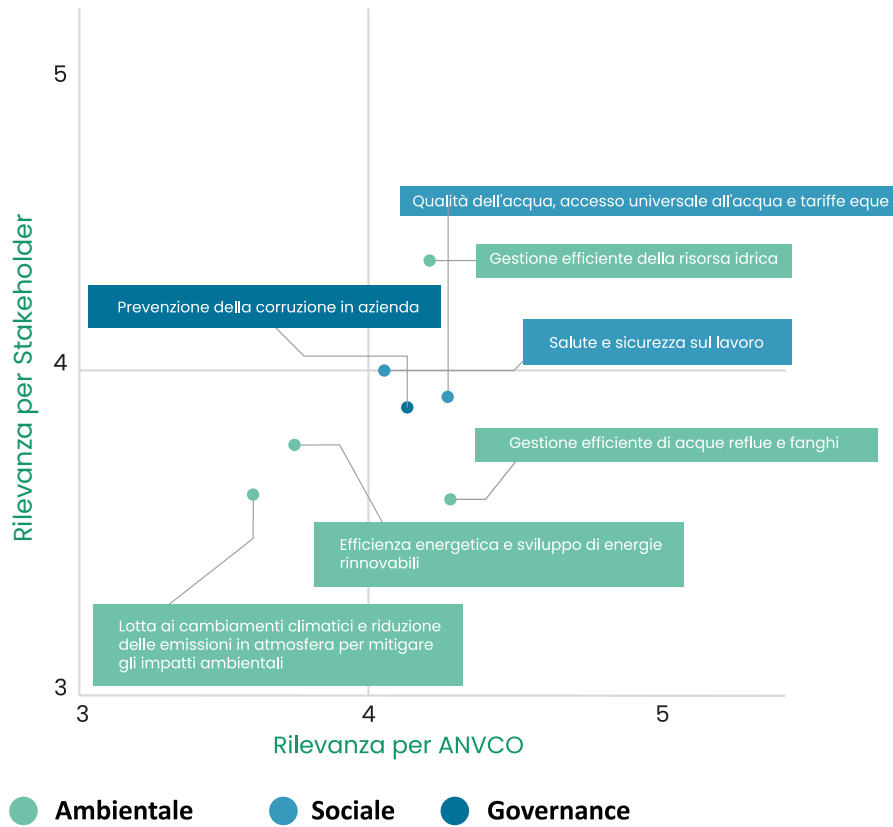 5
Qualità dell'acqua, accesso universale all'acqua e tariffe eque
Gestione efficiente della risorsa idrica
Prevenzione della corruzione in azienda
Salute e sicurezza sul lavoro
4
Rilevanza per Stakeholder
Gestione efficiente di acque reflue e fanghi
Efficienza energetica e sviluppo di energie
rinnovabili
Lotta ai cambiamenti climatici e riduzione
delle emissioni in atmosfera per mitigare
gli impatti ambientali
3
3
4
5
Rilevanza per ANVCO
Ambientale
Sociale
Governance